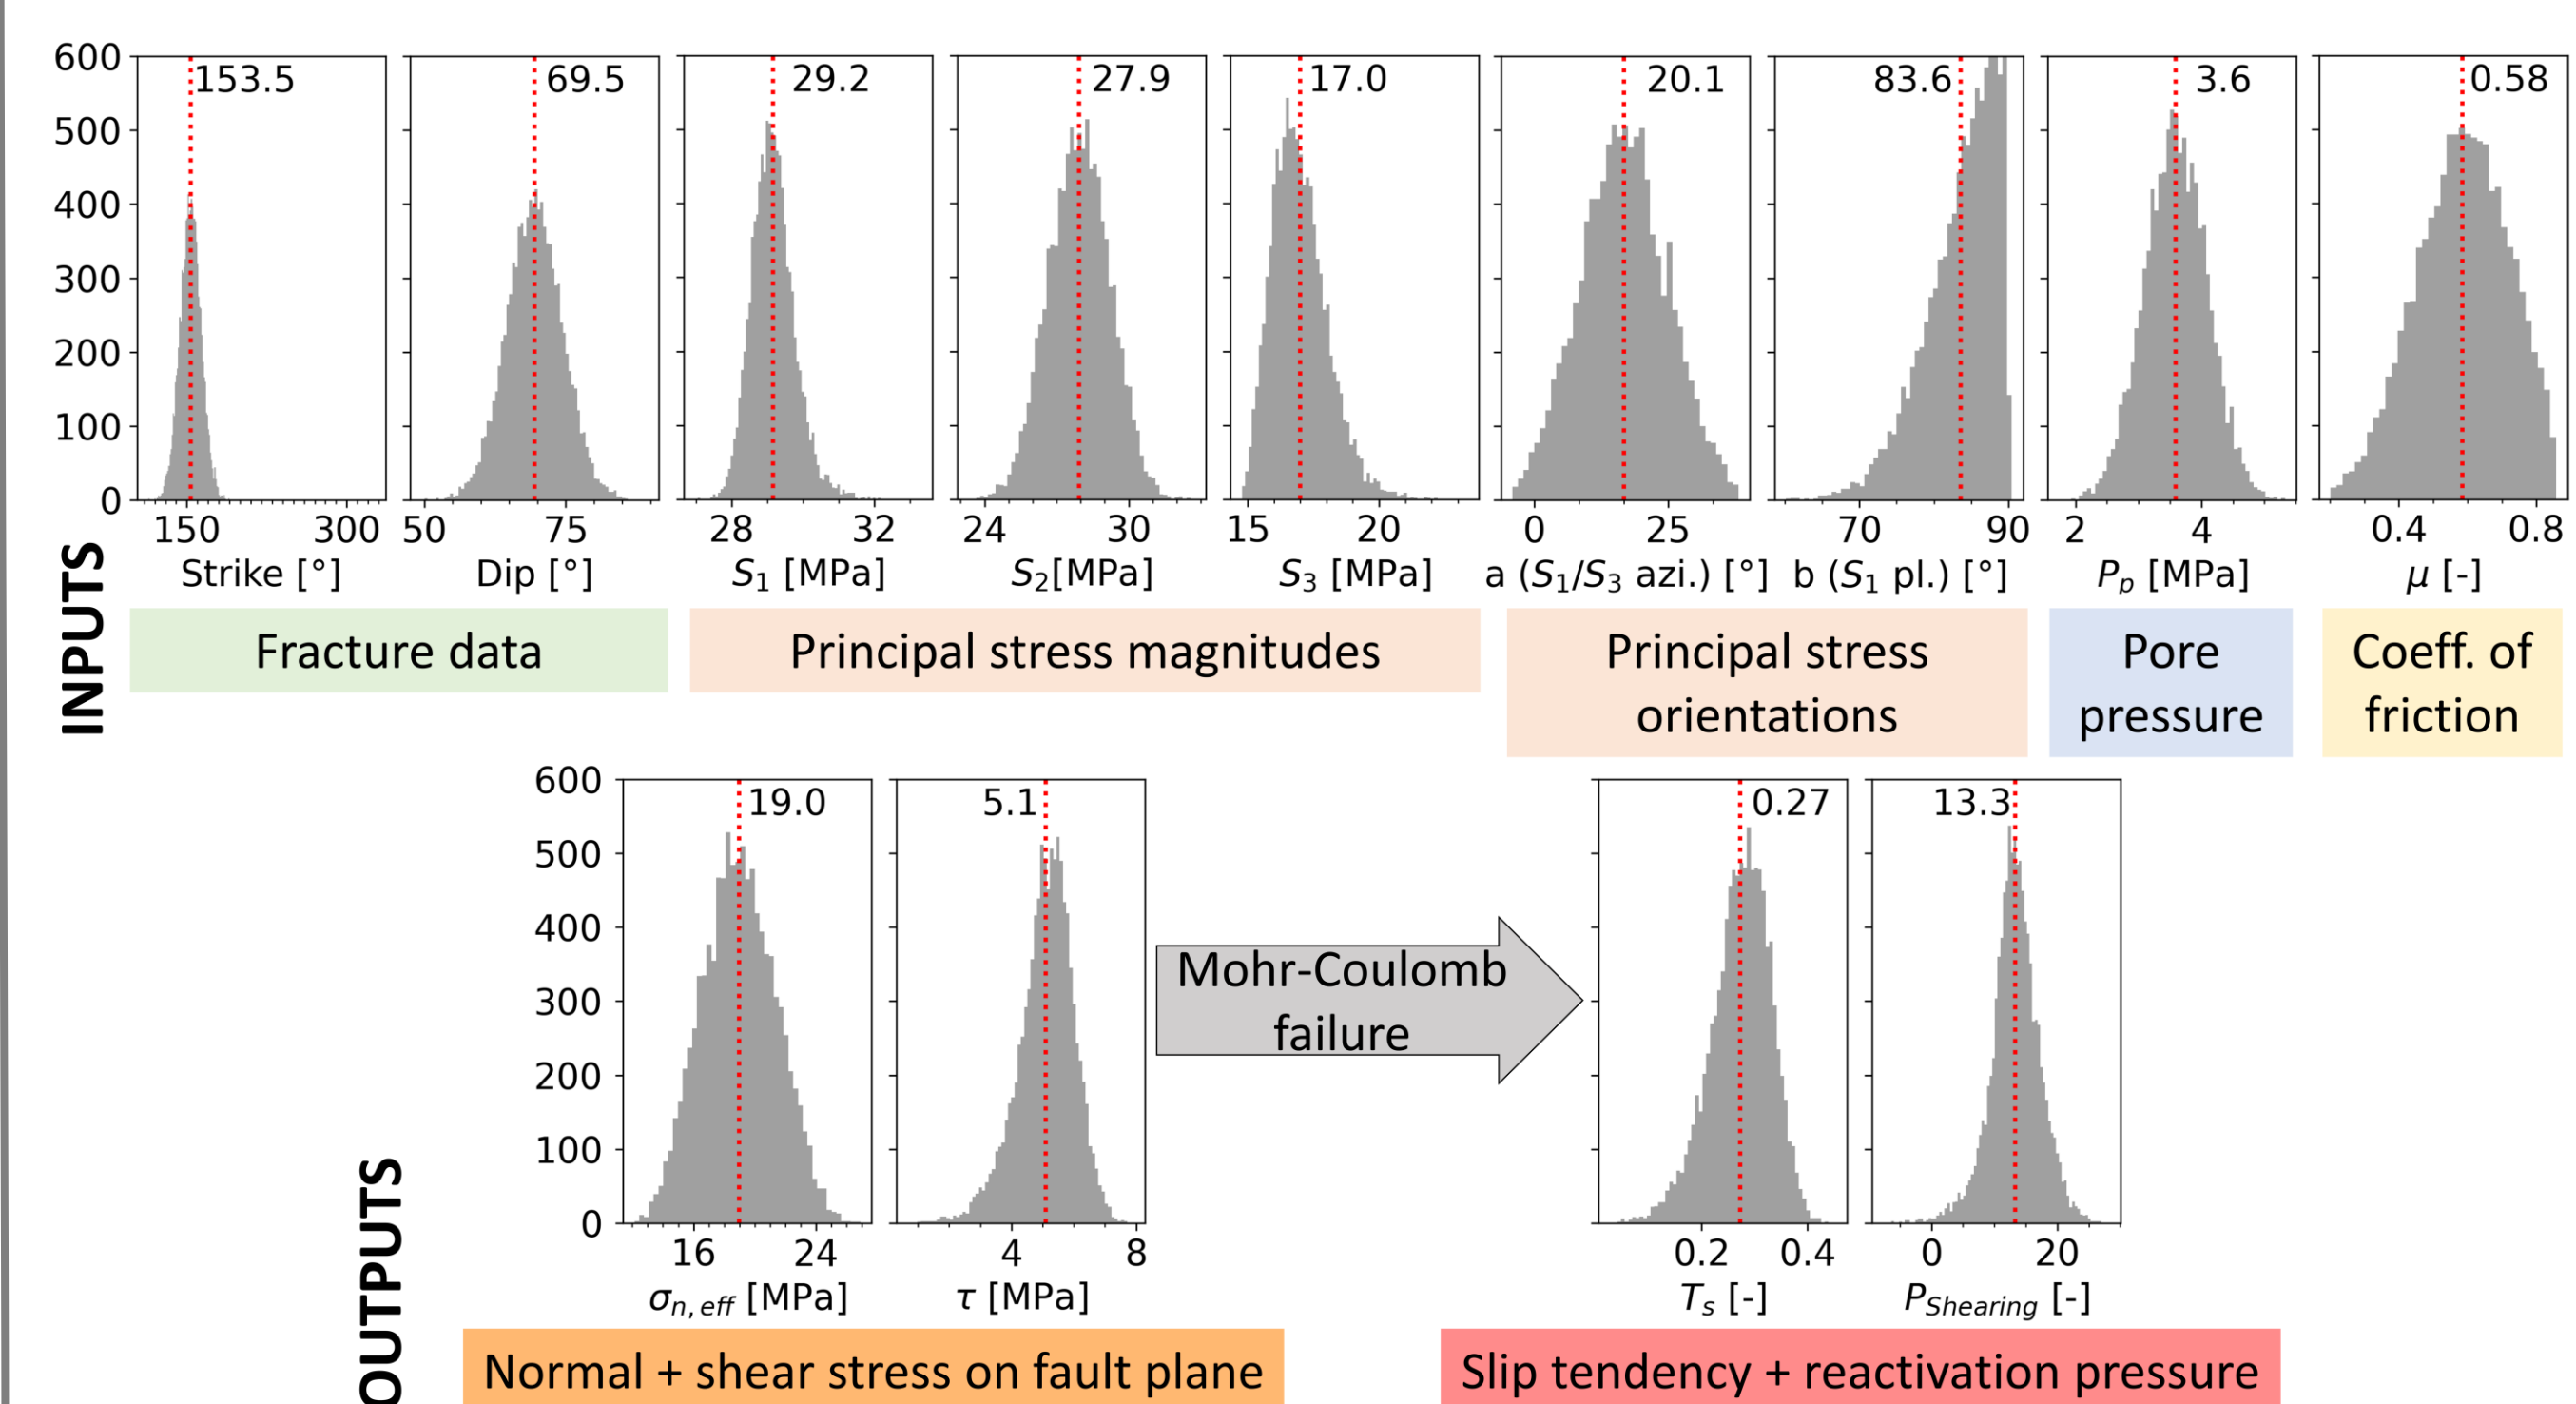 600
500
400
300
200
100
0
153.5
69.5
29.2
27.9
17.0
20.1
83.6
3.6
0.58
150 300
50 75
28 32
24 30
15 20
0 25
70 90
2 4
0.4 0.8
Strike [°]
Dip [°]
S₁ [MPa]
S₂[MPa]
S₃ [MPa]
a (S₁/S₃ azi.) [°]
b (S₁ pl.) [°]
Pₚ [MPa]
μ [-]
INPUTS
Fracture data
Principal stress magnitudes
Principal stress
orientations
Pore
pressure
Coeff. of
friction
600
500
400
300
200
100
0
19.0
5.1
16 24
4 8
σn, eff [MPa]
τ [MPa]
Mohr-Coulomb
failure
0.27
13.3
0.2 0.4
0 20
Tₛ [-]
PShearing [-]
OUTPUTS
Normal + shear stress on fault plane
Slip tendency + reactivation pressure